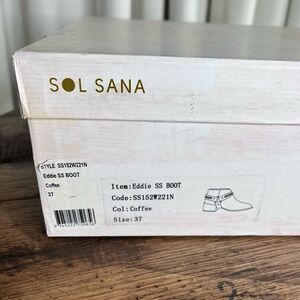 SOL SANA
STYLE: SS152W221N
Eddie SS BOOT
Coffee
37
Item:Eddie SS BOOT
Code:SS152W221N
Col:Coffee
Size:37